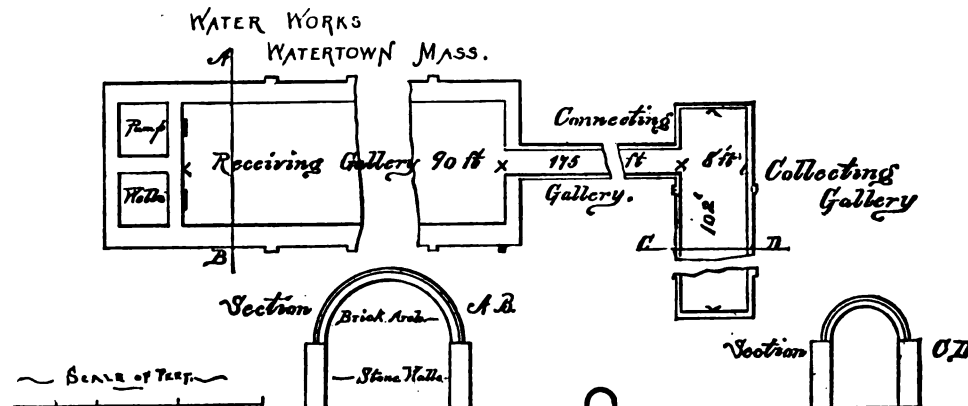 WATER WORKS
WATERTOWN MASS.
A
Pump
Wells
Receiving Gallery 90 ft
Connecting
175 ft
Gallery.
8 ft
102'
Collecting
Gallery
B
C D
Section A B.
Brick Arch
Stone Walls
Section C D
SCALE OF FEET.